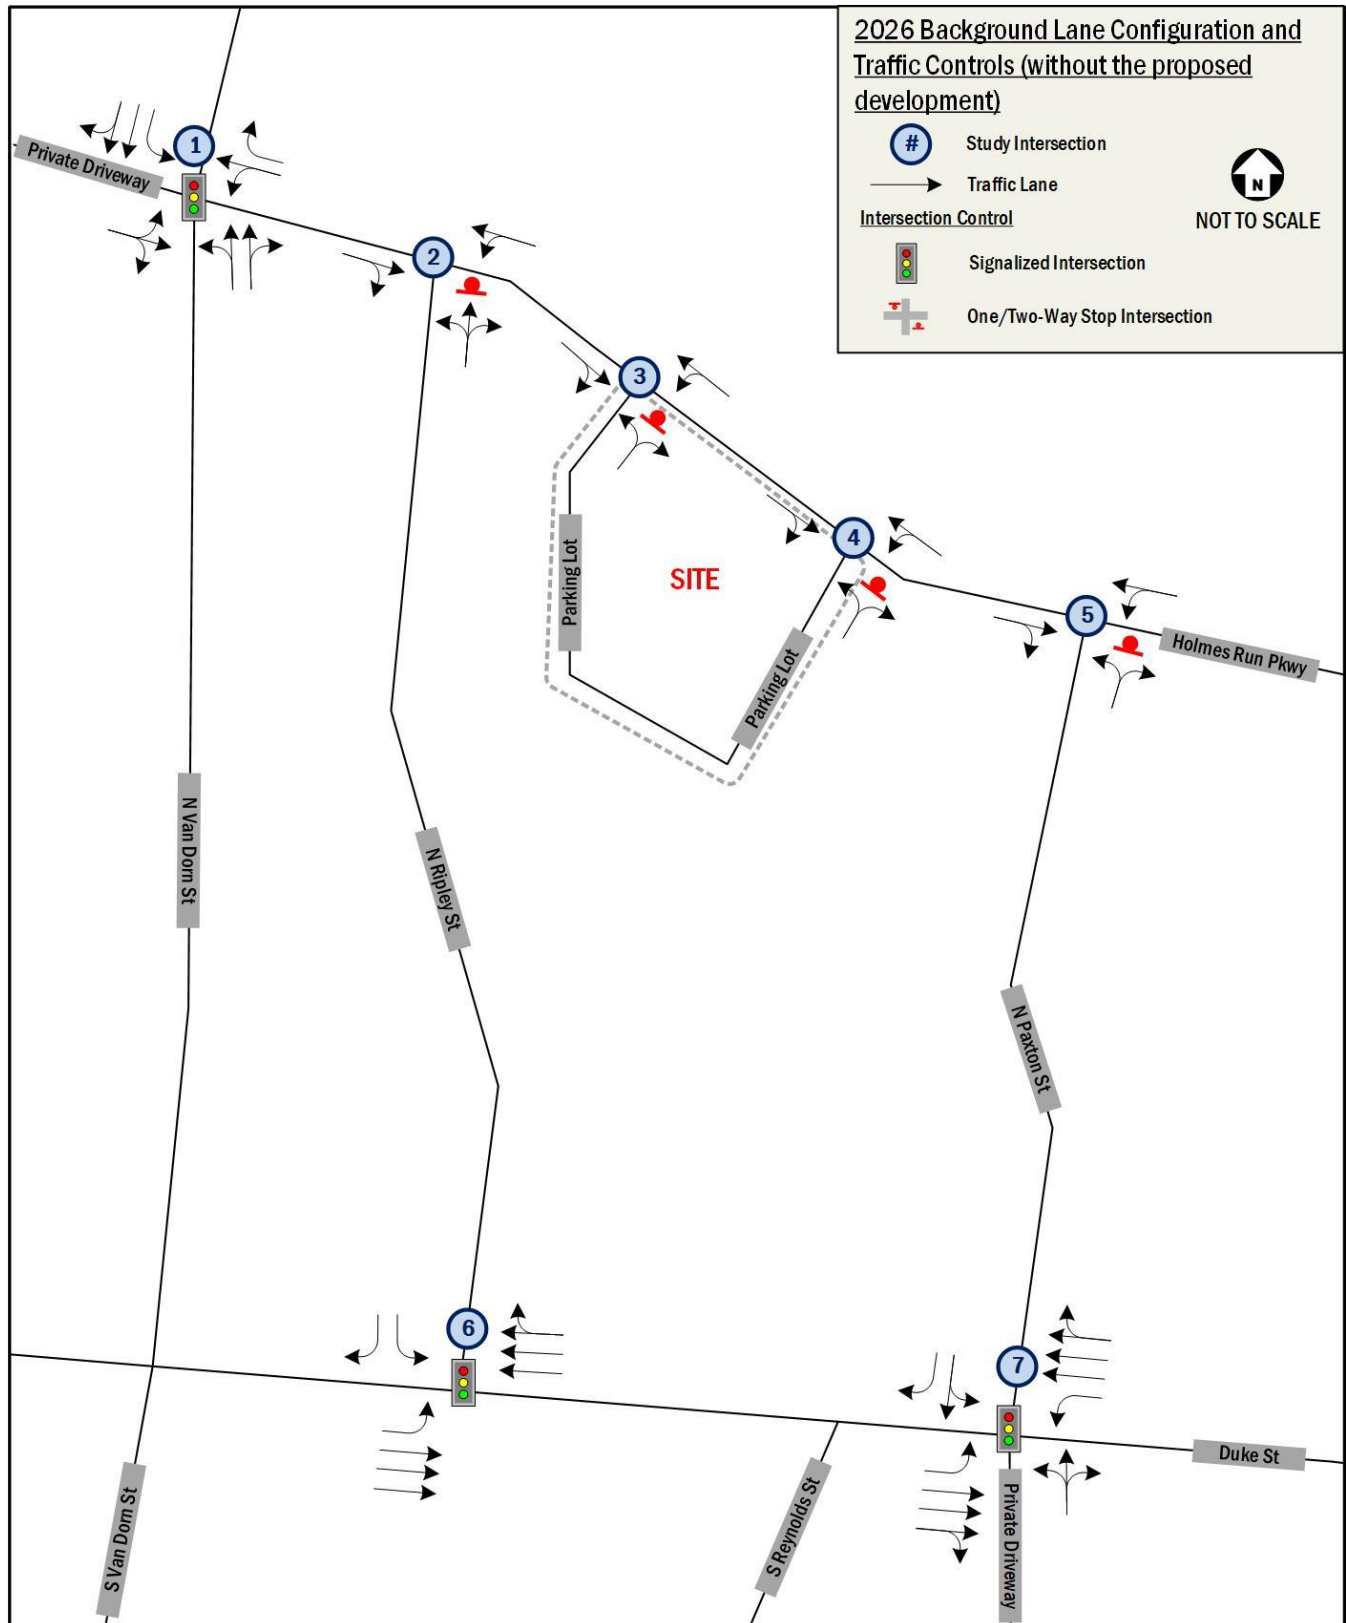 2026 Background Lane Configuration and
Traffic Controls (without the proposed
development)
# Study Intersection
Traffic Lane
N
NOT TO SCALE
Intersection Control
Signalized Intersection
One/Two-Way Stop Intersection
1
Private Driveway
2
3
4
SITE
Parking Lot
Parking Lot
5
Holmes Run Pkwy
N Van Dorn St
N Ripley St
N Paxton St
6
7
Duke St
S Van Dorn St
S Reynolds St
Private Driveway